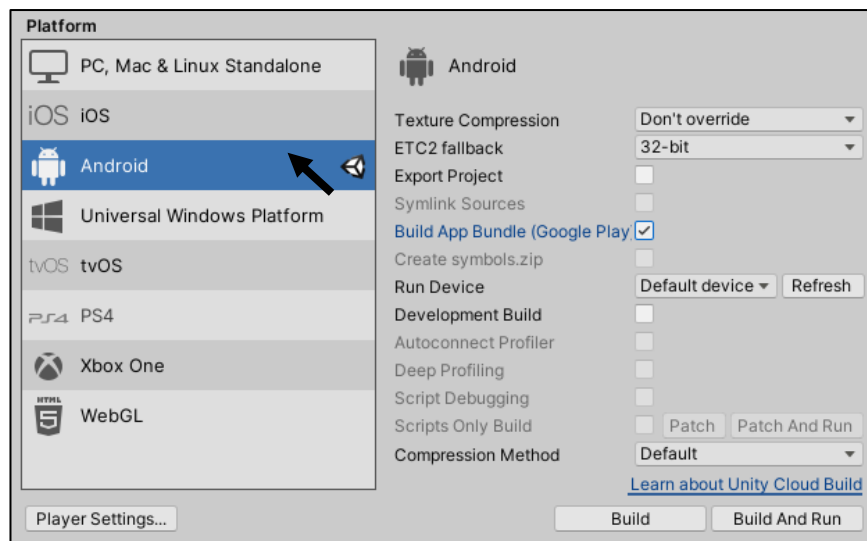 Platform
PC, Mac & Linux Standalone
iOS iOS
Android
Universal Windows Platform
tvOS tvOS
PS4 PS4
Xbox One
HTML
5 WebGL
Player Settings...
Android
Texture Compression Don't override
ETC2 fallback 32-bit
Export Project
Symlink Sources
Build App Bundle (Google Play)
Create symbols.zip
Run Device Default device Refresh
Development Build
Autoconnect Profiler
Deep Profiling
Script Debugging
Scripts Only Build Patch Patch And Run
Compression Method Default
Learn about Unity Cloud Build
Build Build And Run